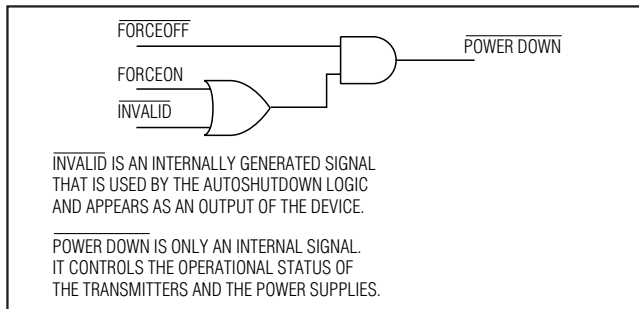 FORCEOFF
POWER DOWN
FORCEON
INVALID
INVALID IS AN INTERNALLY GENERATED SIGNAL
THAT IS USED BY THE AUTOSHUTDOWN LOGIC
AND APPEARS AS AN OUTPUT OF THE DEVICE.
POWER DOWN IS ONLY AN INTERNAL SIGNAL.
IT CONTROLS THE OPERATIONAL STATUS OF
THE TRANSMITTERS AND THE POWER SUPPLIES.